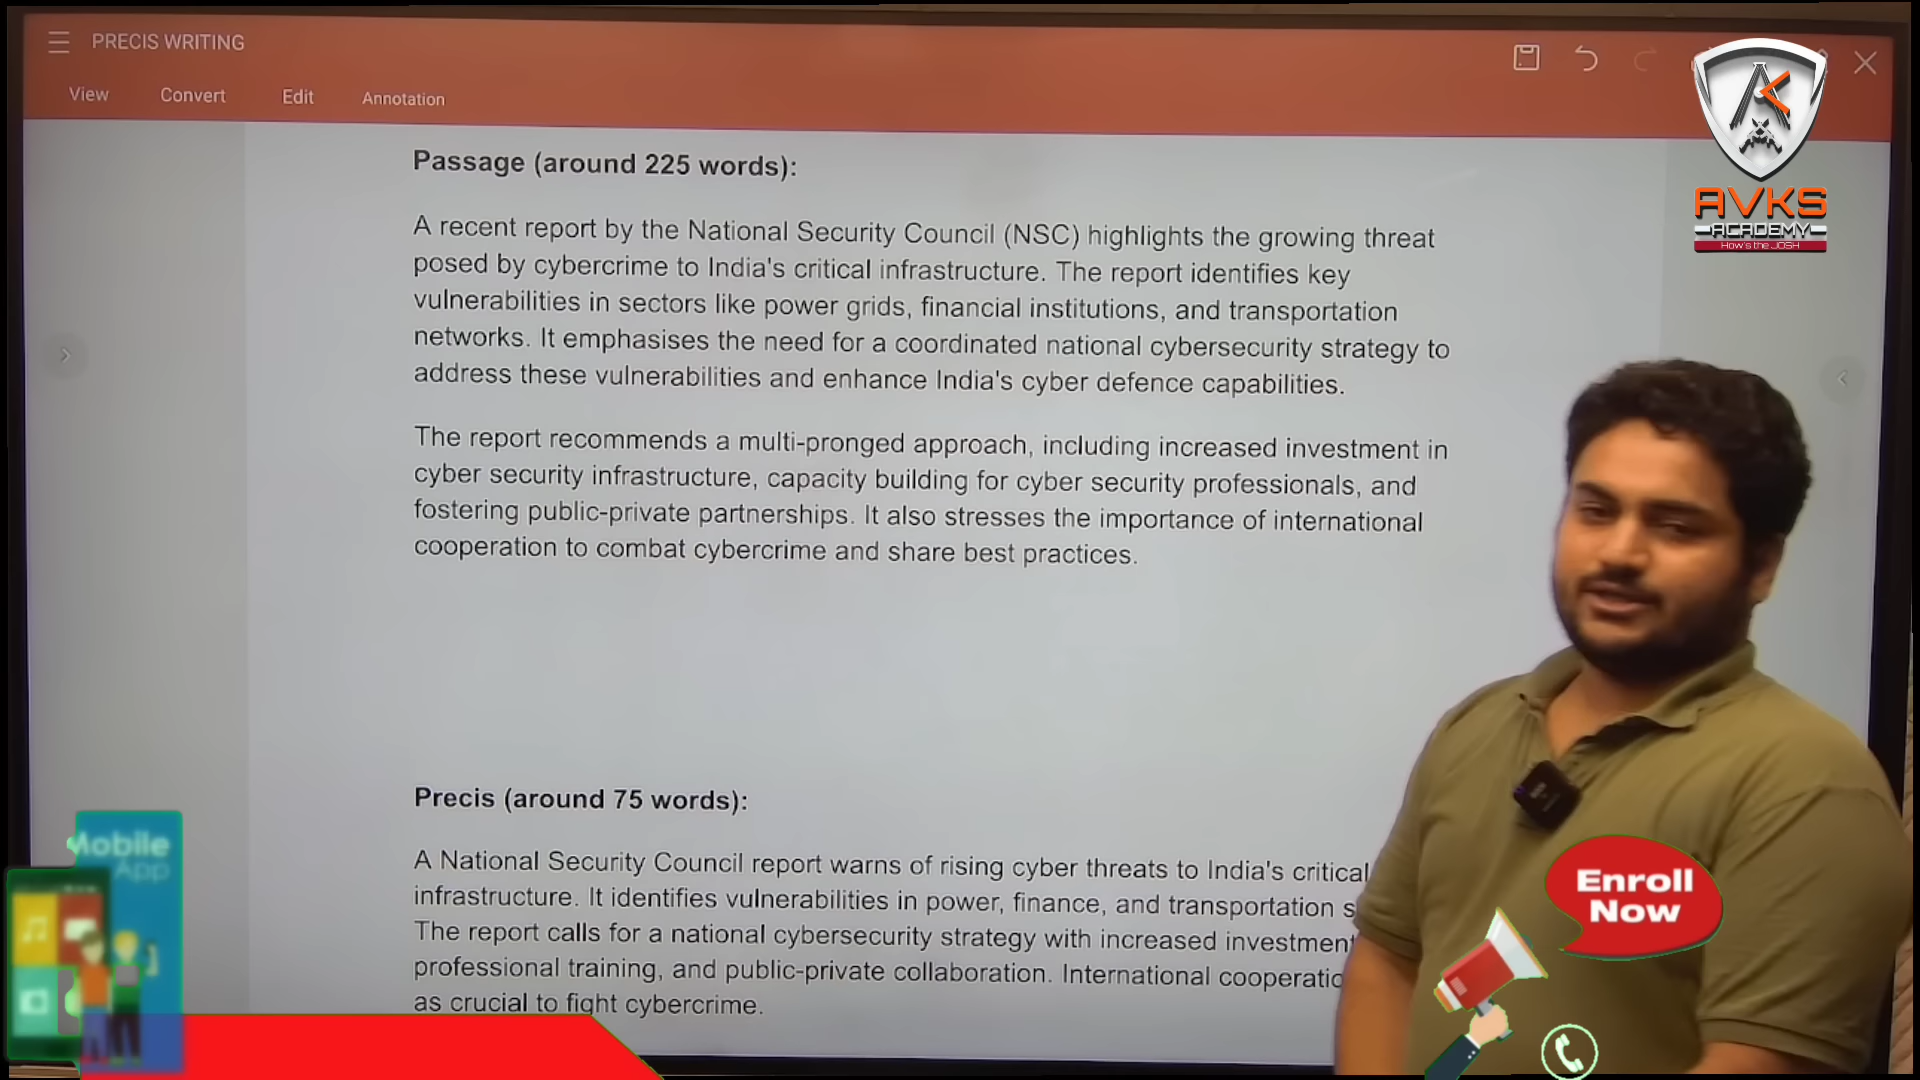 PRECIS WRITING
View Convert Edit Annotation
AVKS
ACADEMY
How's the JOSH
Passage (around 225 words):
A recent report by the National Security Council (NSC) highlights the growing threat
posed by cybercrime to India's critical infrastructure. The report identifies key
vulnerabilities in sectors like power grids, financial institutions, and transportation
networks. It emphasises the need for a coordinated national cybersecurity strategy to
address these vulnerabilities and enhance India's cyber defence capabilities.
The report recommends a multi-pronged approach, including increased investment in
cyber security infrastructure, capacity building for cyber security professionals, and
fostering public-private partnerships. It also stresses the importance of international
cooperation to combat cybercrime and share best practices.
Precis (around 75 words):
A National Security Council report warns of rising cyber threats to India's critical
infrastructure. It identifies vulnerabilities in power, finance, and transportation s
The report calls for a national cybersecurity strategy with increased investment
professional training, and public-private collaboration. International cooperatio
as crucial to fight cybercrime.
Mobile
App
Enroll
Now